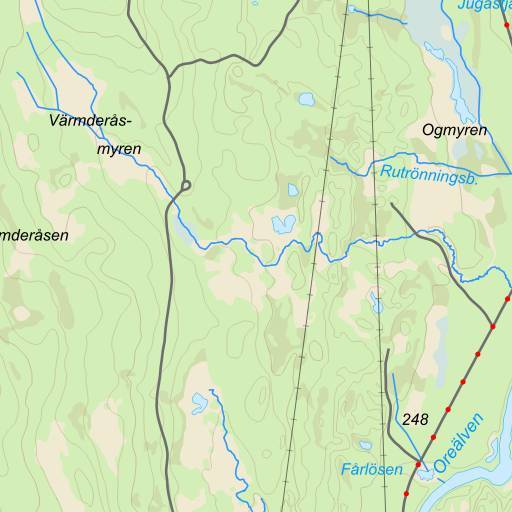 Värmderås-
myren
Ogmyren
Rutrönningsb.
mderåsen
248
Oreälven
Fårlösen